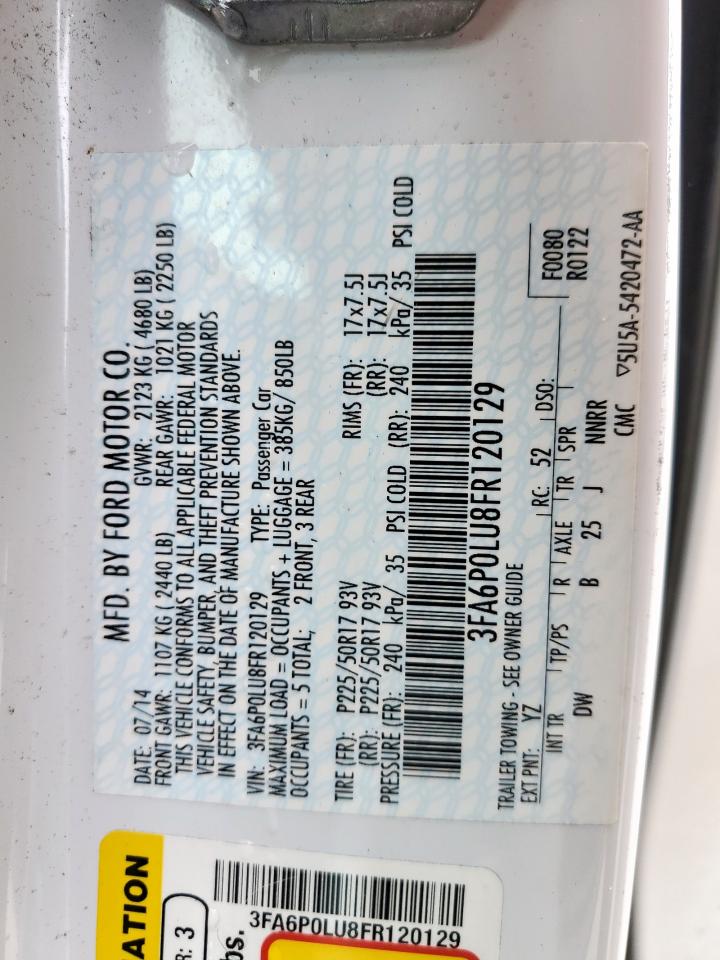 MFD. BY FORD MOTOR CO.
DATE: 07/14 GVWR: 2123 KG ( 4680 LB)
FRONT GAWR: 1107 KG ( 2440 LB) REAR GAWR: 1021 KG ( 2250 LB)
THIS VEHICLE CONFORMS TO ALL APPLICABLE FEDERAL MOTOR
VEHICLE SAFETY, BUMPER, AND THEFT PREVENTION STANDARDS
IN EFFECT ON THE DATE OF MANUFACTURE SHOWN ABOVE.
VIN: 3FA6P0LU8FR120129 TYPE: Passenger Car
MAXIMUM LOAD = OCCUPANTS + LUGGAGE = 385KG/ 850LB
OCCUPANTS = 5 TOTAL; 2 FRONT, 3 REAR
TIRE (FR): P225/50R17 93V RIMS (FR): 17x7.5J
(RR): P225/50R17 93V (RR): 17x7.5J
PRESSURE (FR): 240 kPa/ 35 PSI COLD (RR): 240 kPa/ 35 PSI COLD
3FA6P0LU8FR120129
TRAILER TOWING - SEE OWNER GUIDE
EXT PNT: YZ RC: 52 DSO: F0080
R0122
INT TR TP/PS R AXLE TR SPR
DW B 25 J NNRR
CMC ▽5U5A-5420472-AA
ATION
R: 3
bs.
3FA6P0LU8FR120129